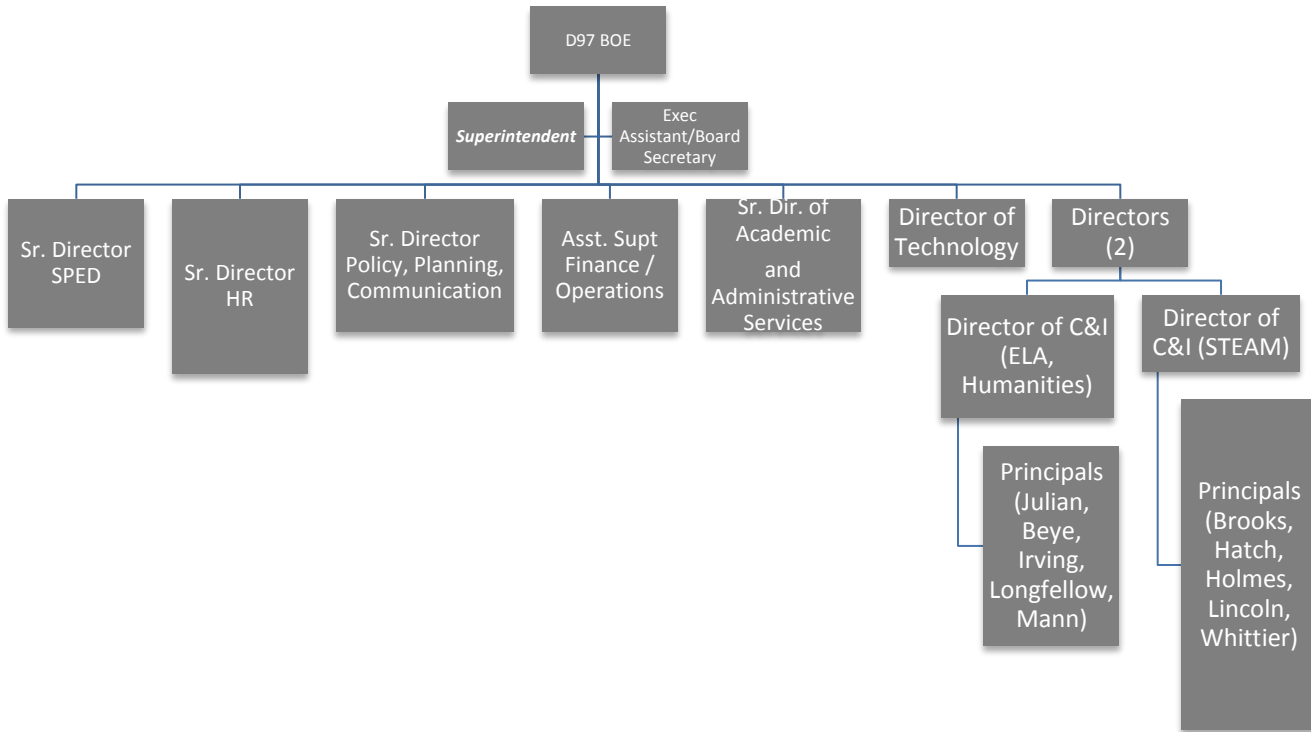 D97 BOE
Superintendent
Exec
Assistant/Board
Secretary
Sr. Director
SPED
Sr. Director
HR
Sr. Director
Policy, Planning,
Communication
Asst. Supt
Finance /
Operations
Sr. Dir. of
Academic
and
Administrative
Services
Director of
Technology
Directors
(2)
Director of C&I
(ELA,
Humanities)
Director of
C&I (STEAM)
Principals
(Julian,
Beye,
Irving,
Longfellow,
Mann)
Principals
(Brooks,
Hatch,
Holmes,
Lincoln,
Whittier)